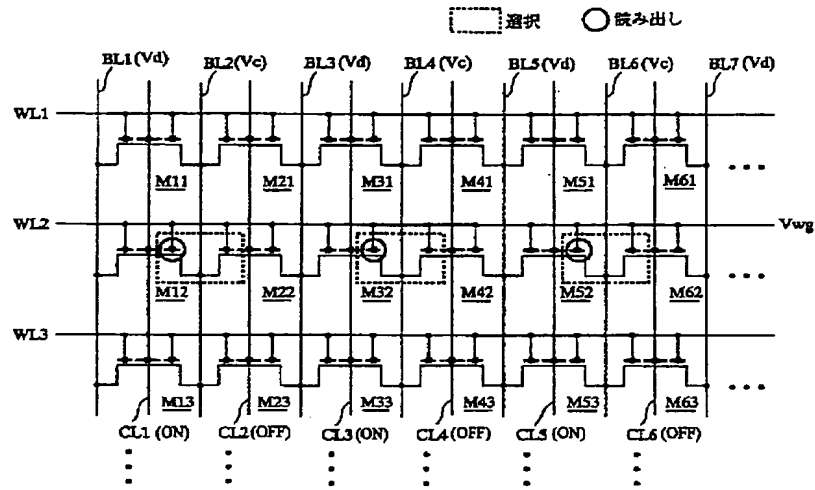 選択 読み出し
BL1(Vd) BL2(Vc) BL3(Vd) BL4(Vc) BL5(Vd) BL6(Vc) BL7(Vd)
WL1
M11 M21 M31 M41 M51 M61
WL2 Vwg
M12 M22 M32 M42 M52 M62
WL3
M13 M23 M33 M43 M53 M63
CL1(ON) CL2(OFF) CL3(ON) CL4(OFF) CL5(ON) CL6(OFF)